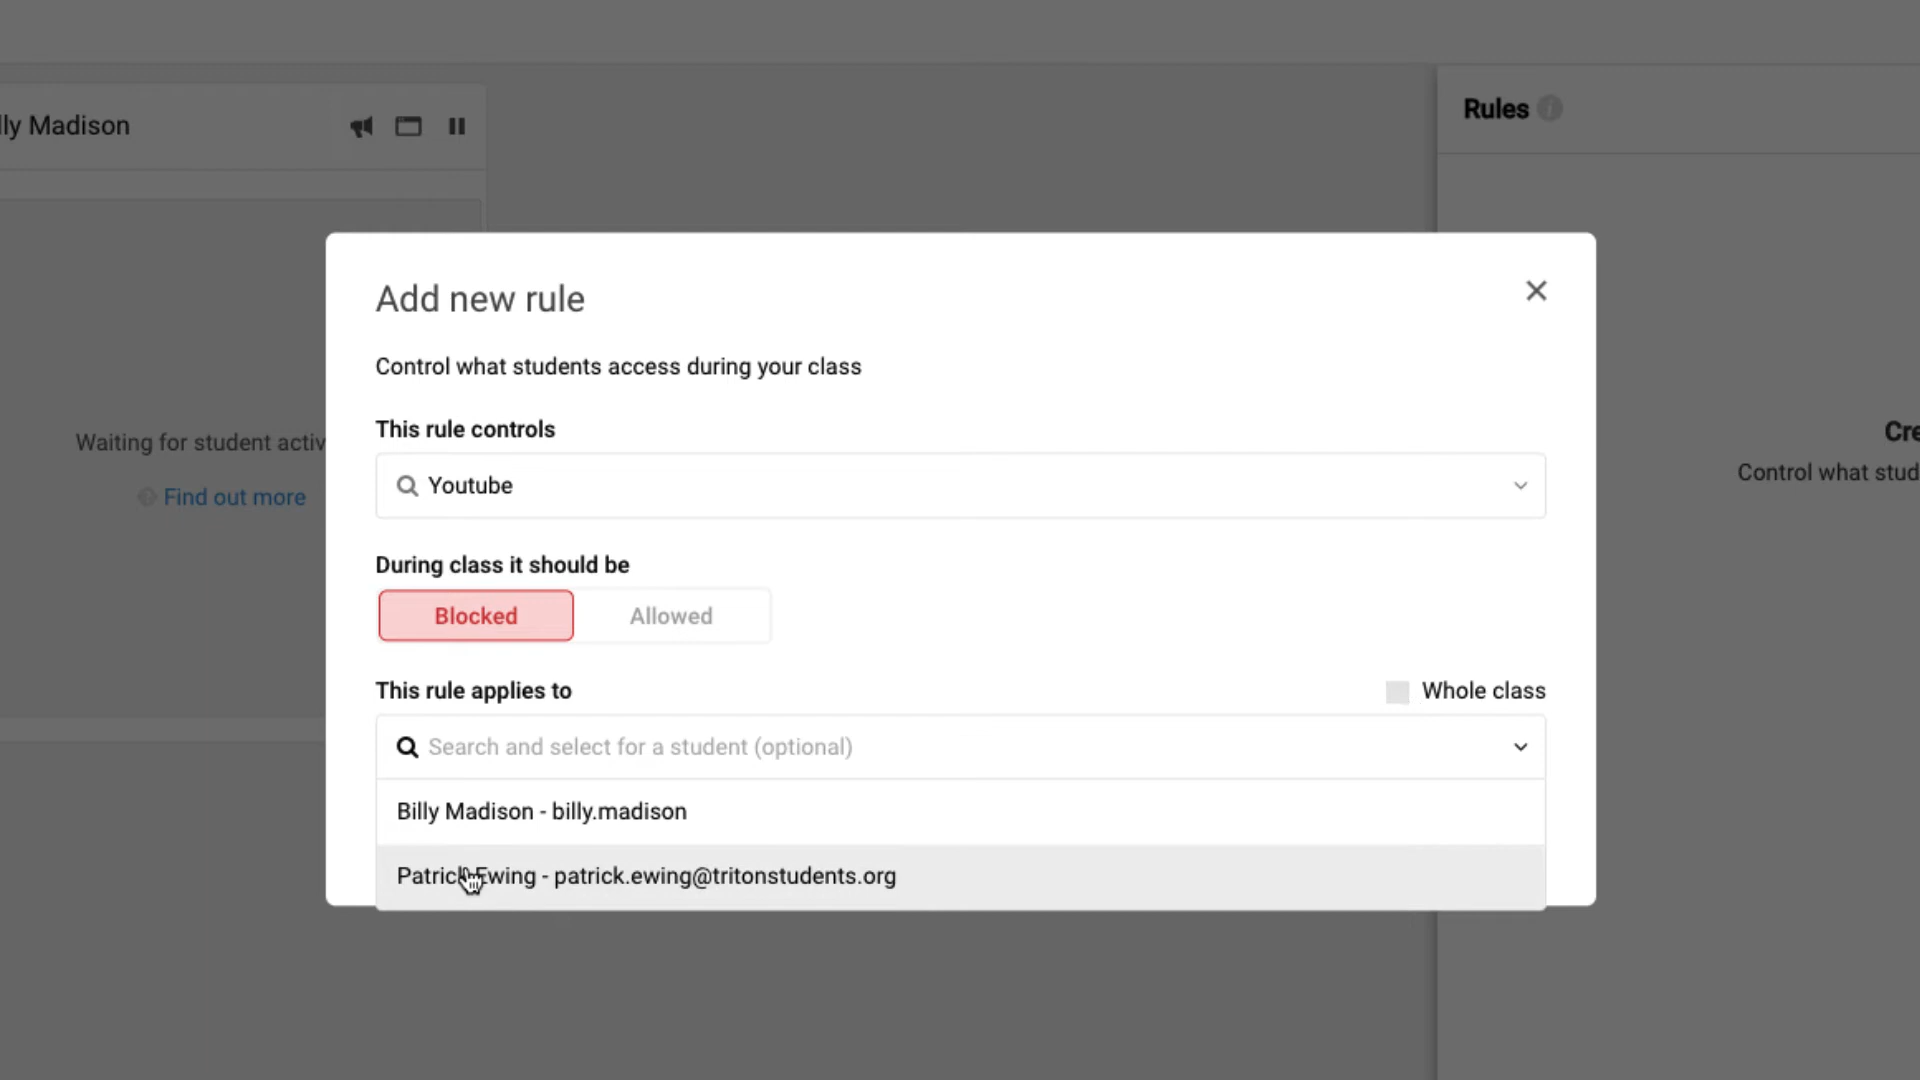 lly Madison
Rules
Add new rule
Control what students access during your class
This rule controls
Youtube
Waiting for student activ
Find out more
Cre
Control what stud
During class it should be
Blocked
Allowed
This rule applies to
Whole class
Search and select for a student (optional)
Billy Madison - billy.madison
Patrick Ewing - patrick.ewing@tritonstudents.org